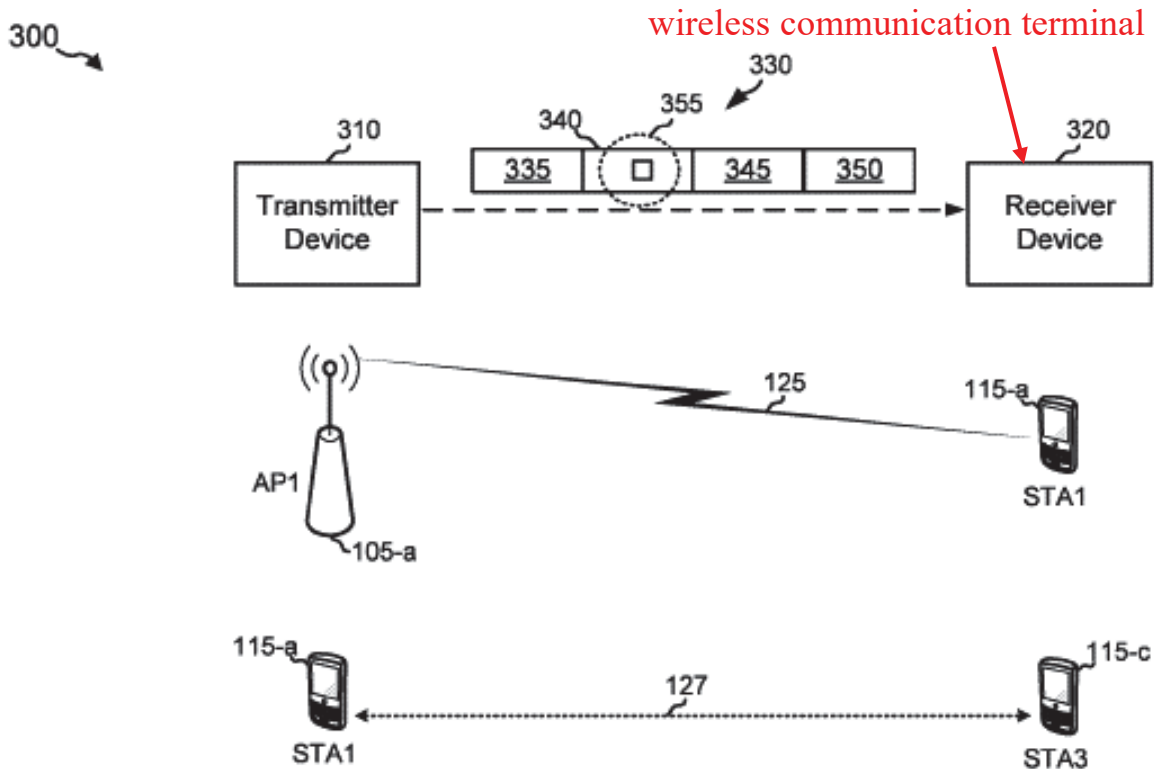 wireless communication terminal
300
330
355
340
310
320
335
345
350
Transmitter
Device
Receiver
Device
125
115-a
AP1
STA1
105-a
115-a
115-c
127
STA1
STA3